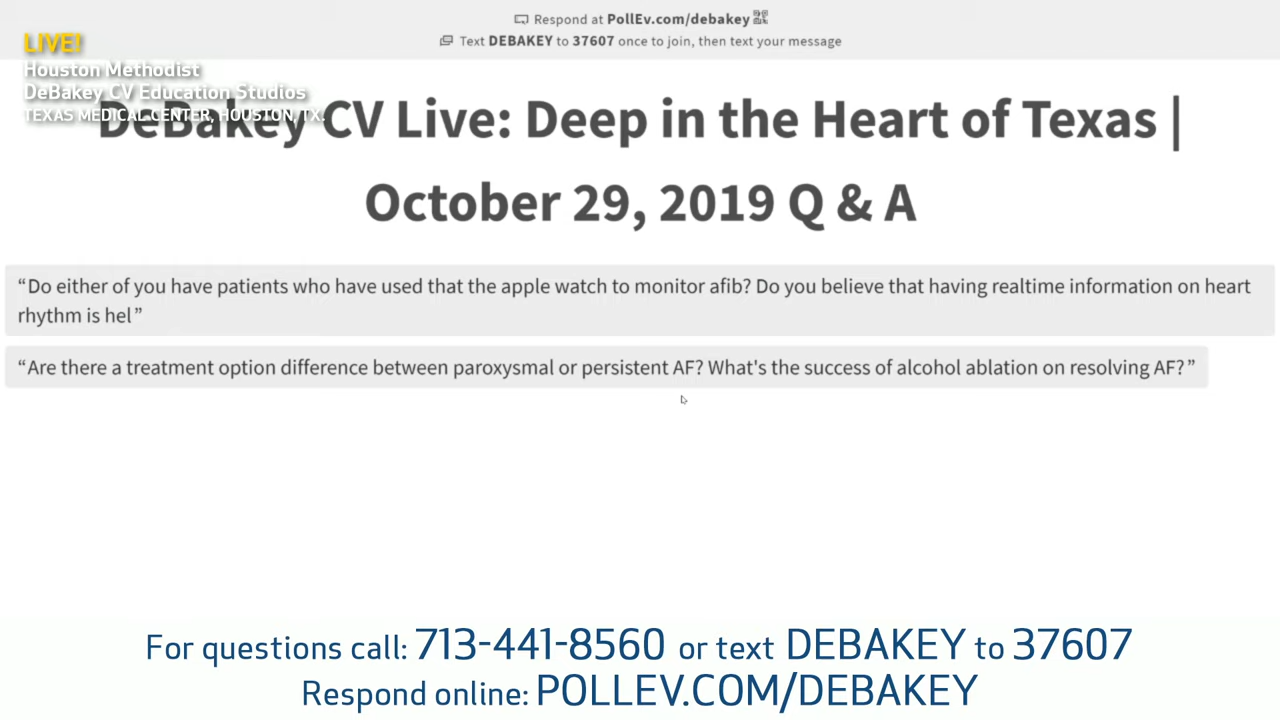 Respond at PollEv.com/debakey
Text DEBAKEY to 37607 once to join, then text your message
LIVE!
Houston Methodist
DeBakey CV Education Studios
TEXAS MEDICAL CENTER, HOUSTON, TX.
DeBakey CV Live: Deep in the Heart of Texas |
October 29, 2019 Q & A
“Do either of you have patients who have used that the apple watch to monitor afib? Do you believe that having realtime information on heart
rhythm is hel”
“Are there a treatment option difference between paroxysmal or persistent AF? What's the success of alcohol ablation on resolving AF?”
For questions call: 713-441-8560 or text DEBAKEY to 37607
Respond online: POLLEV.COM/DEBAKEY